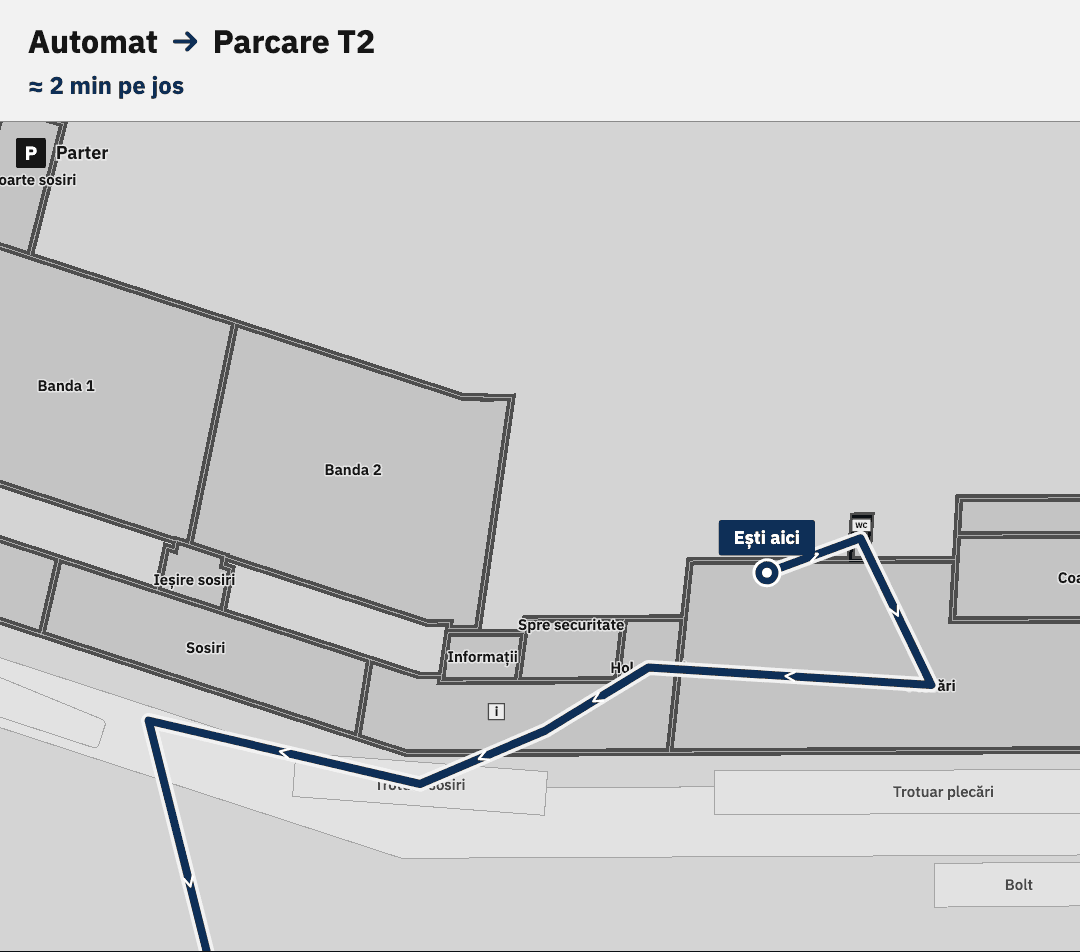 Automat → Parcare T2
≈ 2 min pe jos
P Parter
oarte sosiri
Banda 1
Banda 2
WC
Ești aici
Coa
Ieșire sosiri
Spre securitate
Sosiri
Informații
Hol
ări
i
sosiri
Trotuar plecări
Bolt